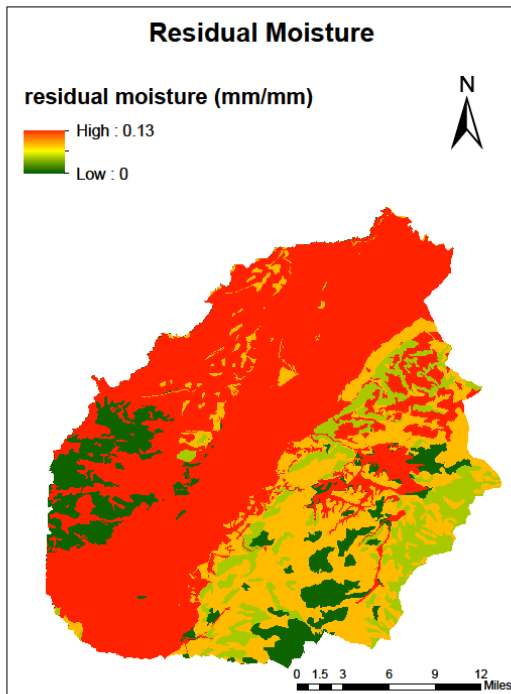 Residual Moisture
N
residual moisture (mm/mm)
High : 0.13
Low : 0
0 1.5 3 6 9 12
Miles